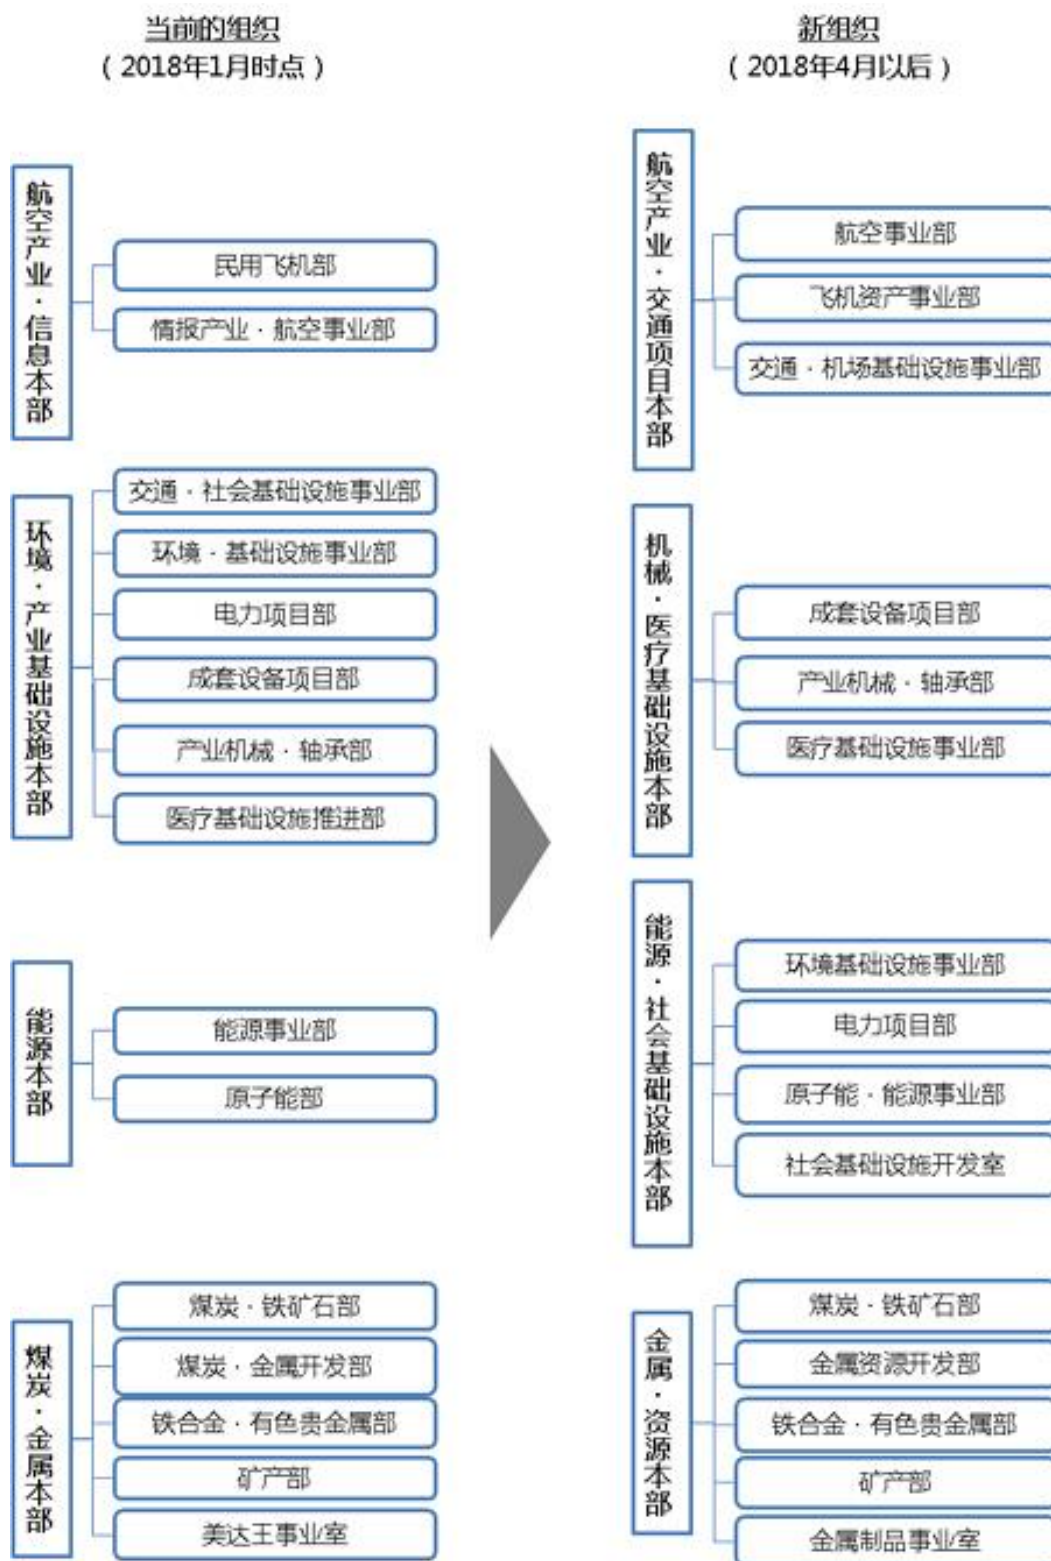 当前的组织
（2018年1月时点）
航空产业·信息本部
民用飞机部
情报产业·航空事业部
环境·产业基础设施本部
交通·社会基础设施事业部
环境·基础设施事业部
电力项目部
成套设备项目部
产业机械·轴承部
医疗基础设施推进部
能源本部
能源事业部
原子能部
煤炭·金属本部
煤炭·铁矿石部
煤炭·金属开发部
铁合金·有色贵金属部
矿产部
美达王事业室
新组织
（2018年4月以后）
航空产业·交通项目本部
航空事业部
飞机资产事业部
交通·机场基础设施事业部
机械·医疗基础设施本部
成套设备项目部
产业机械·轴承部
医疗基础设施事业部
能源·社会基础设施本部
环境基础设施事业部
电力项目部
原子能·能源事业部
社会基础设施开发室
金属·资源本部
煤炭·铁矿石部
金属资源开发部
铁合金·有色贵金属部
矿产部
金属制品事业室